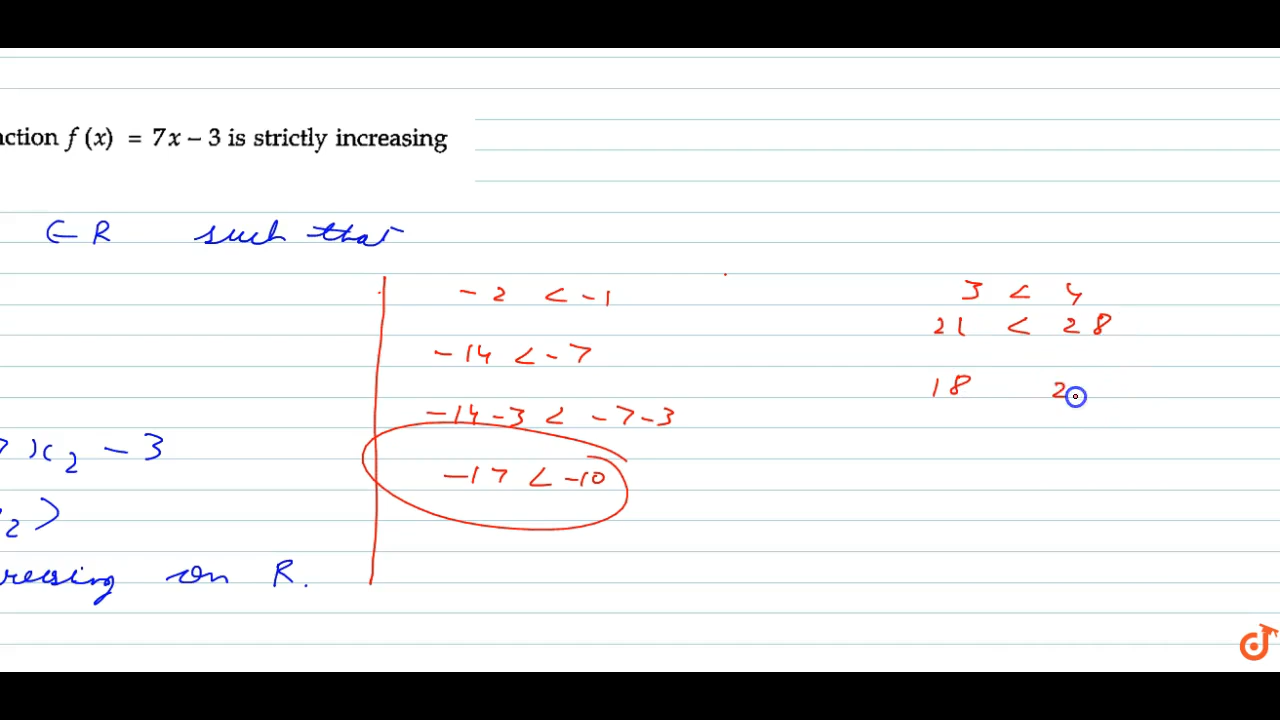 nction f (x) = 7x – 3 is strictly increasing
∈ R such that
- 2 < - 1
3 < 4
21 < 28
- 14 < - 7
18 2
- 14 - 3 < - 7 - 3
x₂ - 3
- 17 < - 10
₂ )
reasing on R.